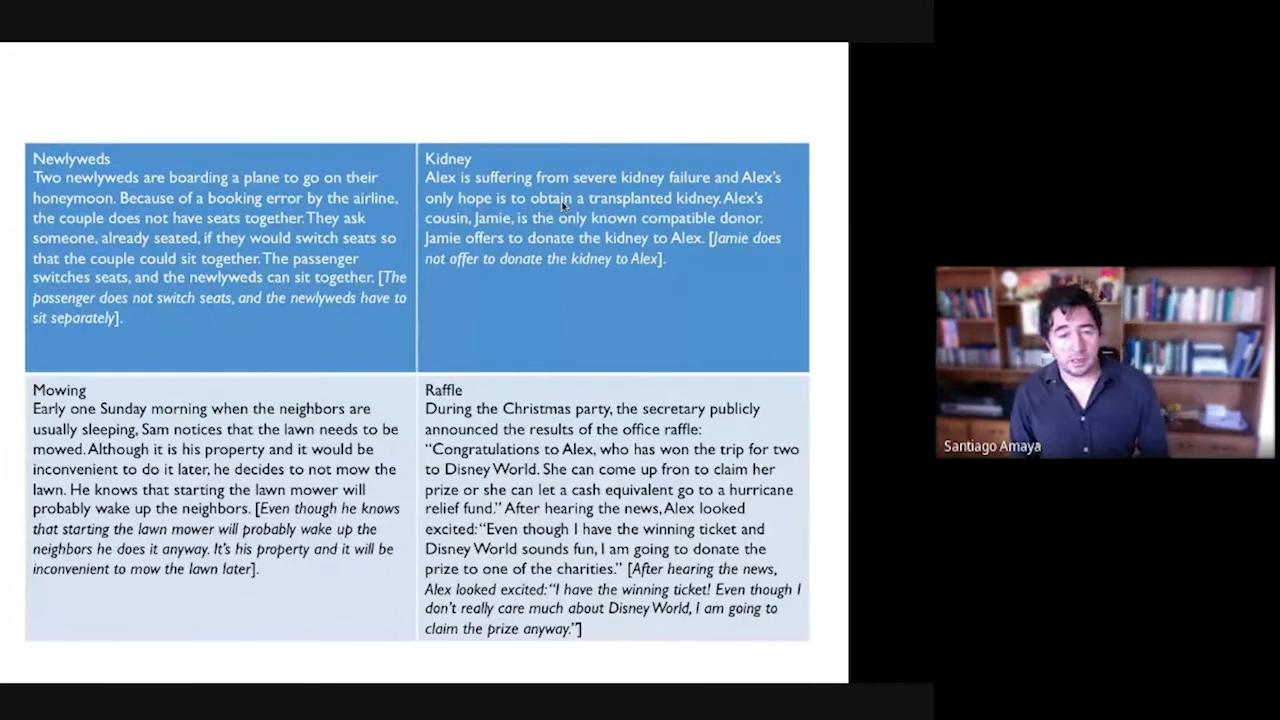 Newlyweds
Two newlyweds are boarding a plane to go on their
honeymoon. Because of a booking error by the airline,
the couple does not have seats together. They ask
someone, already seated, if they would switch seats so
that the couple could sit together. The passenger
switches seats, and the newlyweds can sit together. [The
passenger does not switch seats, and the newlyweds have to
sit separately].
Kidney
Alex is suffering from severe kidney failure and Alex's
only hope is to obtain a transplanted kidney. Alex's
cousin, Jamie, is the only known compatible donor.
Jamie offers to donate the kidney to Alex. [Jamie does
not offer to donate the kidney to Alex].
Mowing
Early one Sunday morning when the neighbors are
usually sleeping, Sam notices that the lawn needs to be
mowed. Although it is his property and it would be
inconvenient to do it later, he decides to not mow the
lawn. He knows that starting the lawn mower will
probably wake up the neighbors. [Even though he knows
that starting the lawn mower will probably wake up the
neighbors he does it anyway. It's his property and it will be
inconvenient to mow the lawn later].
Raffle
During the Christmas party, the secretary publicly
announced the results of the office raffle:
"Congratulations to Alex, who has won the trip for two
to Disney World. She can come up fron to claim her
prize or she can let a cash equivalent go to a hurricane
relief fund." After hearing the news, Alex looked
excited: "Even though I have the winning ticket and
Disney World sounds fun, I am going to donate the
prize to one of the charities." [After hearing the news,
Alex looked excited: "I have the winning ticket! Even though I
don't really care much about Disney World, I am going to
claim the prize anyway."]
Santiago Amaya